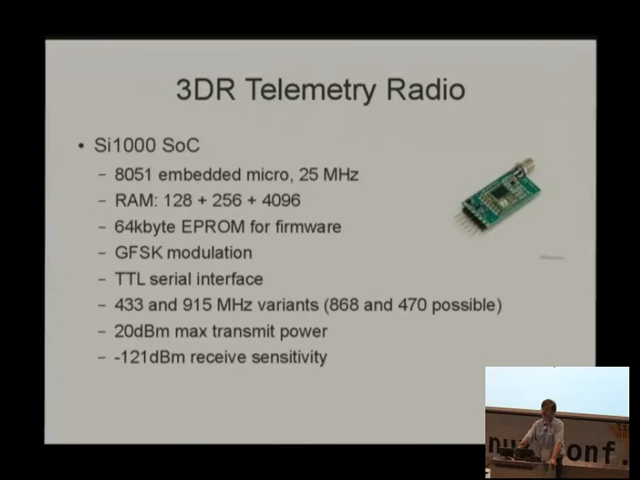 3DR Telemetry Radio
• Si1000 SoC
– 8051 embedded micro, 25 MHz
– RAM: 128 + 256 + 4096
– 64kbyte EPROM for firmware
– GFSK modulation
– TTL serial interface
– 433 and 915 MHz variants (868 and 470 possible)
– 20dBm max transmit power
– -121dBm receive sensitivity
onf.